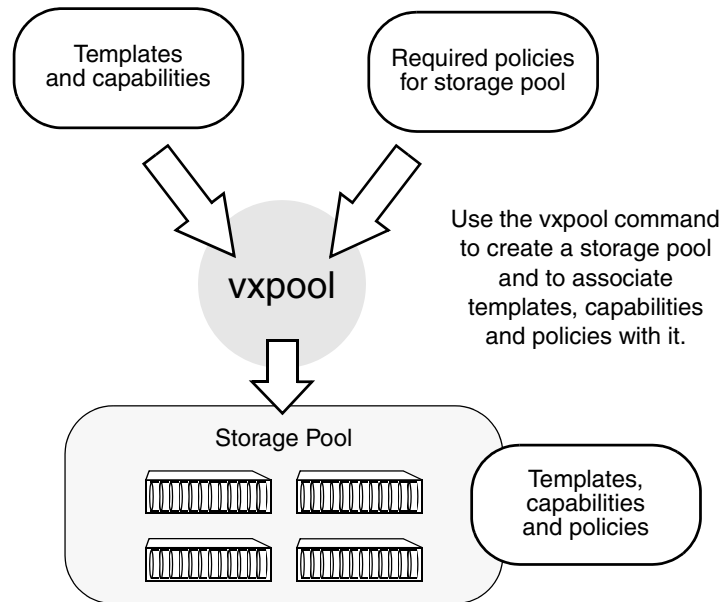 Templates
and capabilities
Required policies
for storage pool
Use the vxpool command
to create a storage pool
and to associate
templates, capabilities
and policies with it.
vxpool
Storage Pool
Templates,
capabilities
and policies